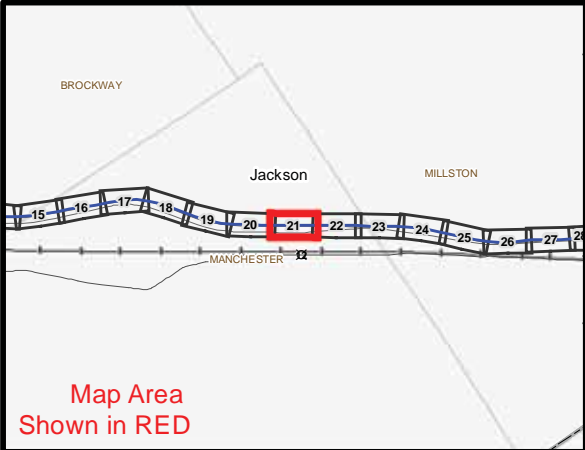 BROCKWAY
Jackson
MILLSTON
15 16 17 18 19 20 21 22 23 24 25 26 27 28
MANCHESTER
Map Area
Shown in RED